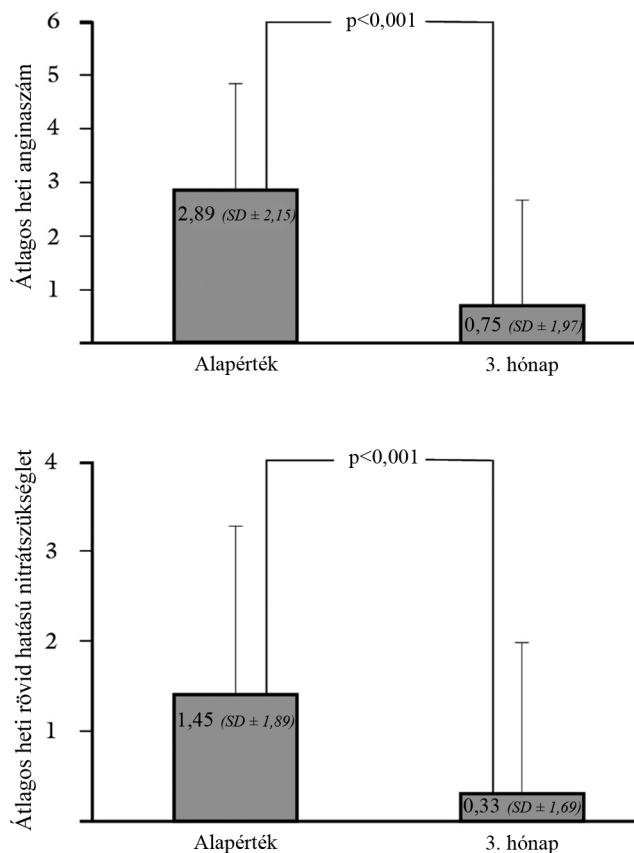 Átlagos heti anginaszám
6
5
4
3
2
1
p<0,001
2,89 (SD ± 2,15)
0,75 (SD ± 1,97)
Alapérték
3. hónap
Átlagos heti rövid hatású nitrátszükséglet
4
3
2
1
p<0,001
1,45 (SD ± 1,89)
0,33 (SD ± 1,69)
Alapérték
3. hónap